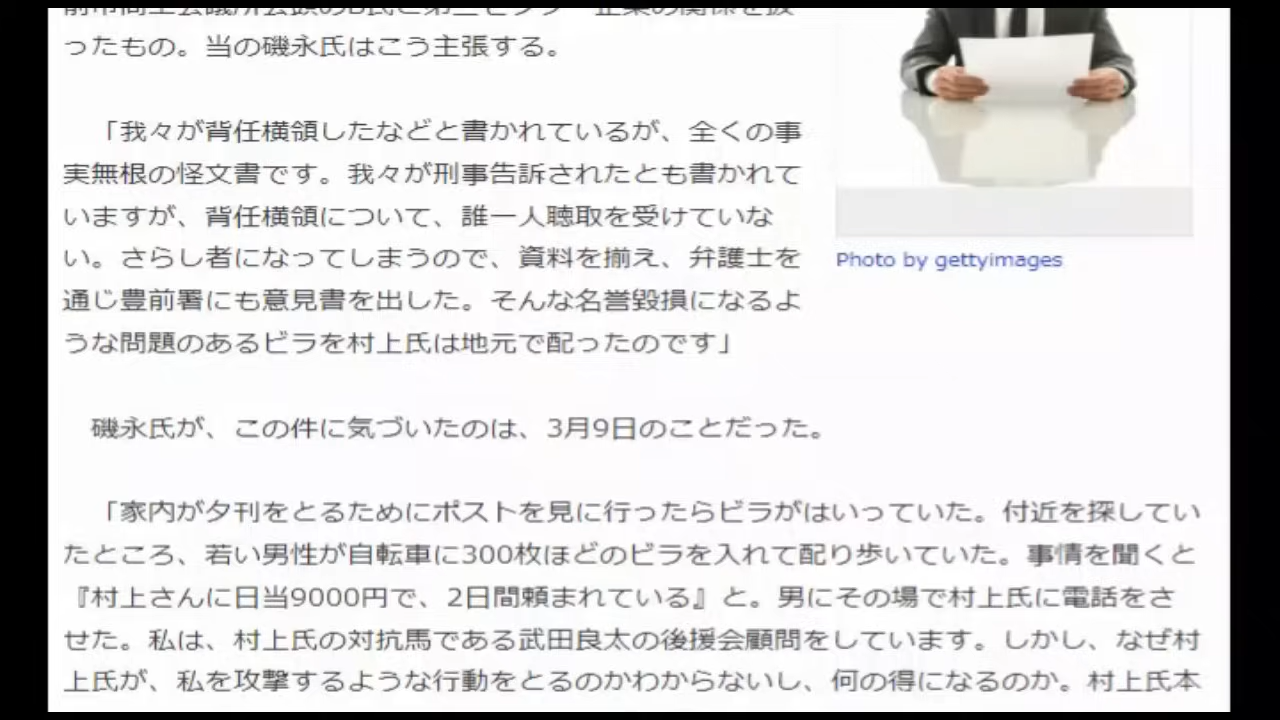 ったもの。当の磯永氏はこう主張する。
「我々が背任横領したなどと書かれているが、全くの事
実無根の怪文書です。我々が刑事告訴されたとも書かれて
いますが、背任横領について、誰一人聴取を受けていな
い。さらし者になってしまうので、資料を揃え、弁護士を
通じ豊前署にも意見書を出した。そんな名誉毀損になるよ
うな問題のあるビラを村上氏は地元で配ったのです」
Photo by gettyimages
磯永氏が、この件に気づいたのは、3月9日のことだった。
「家内が夕刊をとるためにポストを見に行ったらビラがはいっていた。付近を探してい
たところ、若い男性が自転車に300枚ほどのビラを入れて配り歩いていた。事情を聞くと
『村上さんに日当9000円で、2日間頼まれている』と。男にその場で村上氏に電話をさ
せた。私は、村上氏の対抗馬である武田良太の後援会顧問をしています。しかし、なぜ村
上氏が、私を攻撃するような行動をとるのかわからないし、何の得になるのか。村上氏本